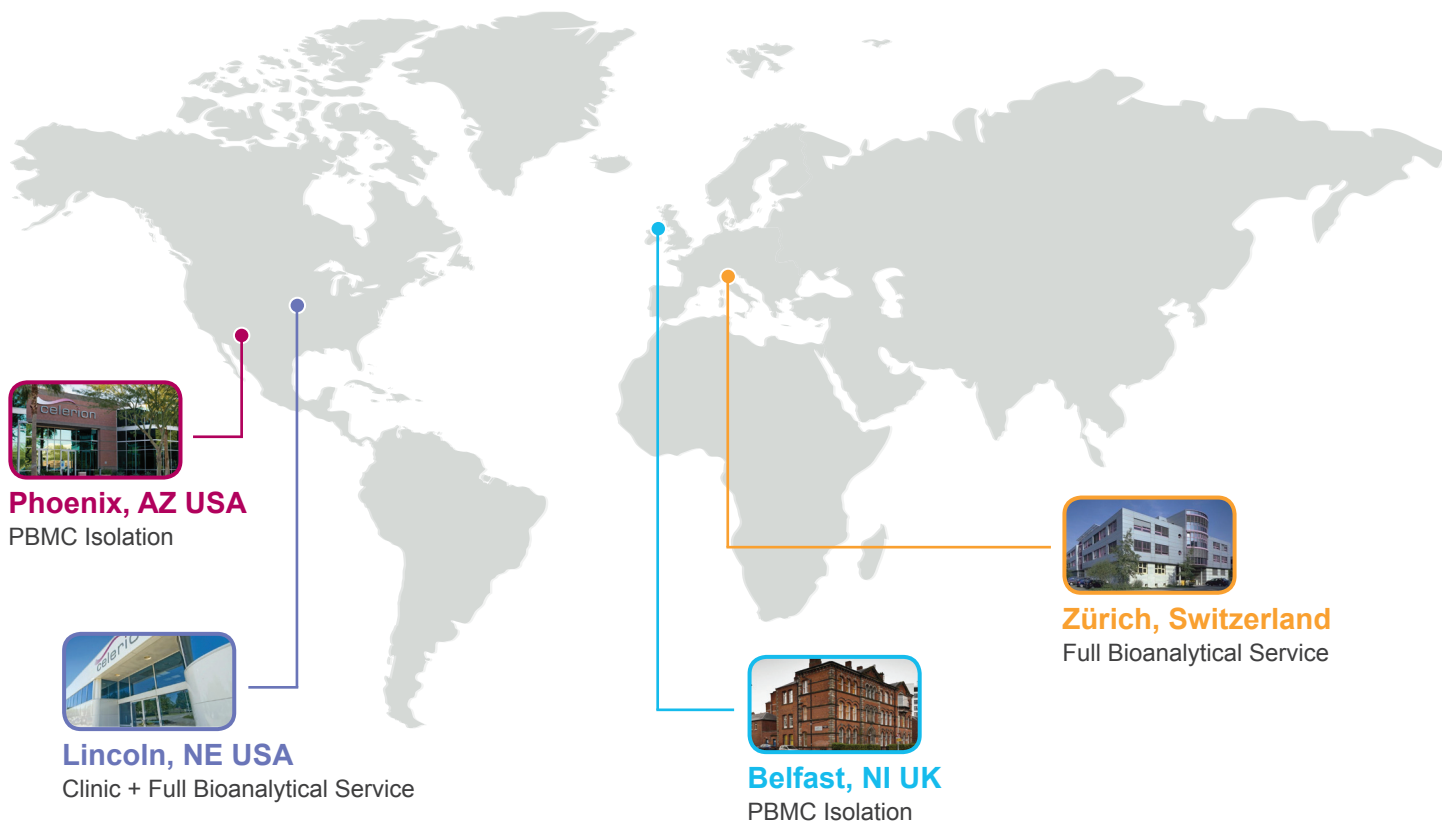 celerion
Phoenix, AZ USA
PBMC Isolation
celerion
Lincoln, NE USA
Clinic + Full Bioanalytical Service
Belfast, NI UK
PBMC Isolation
Zürich, Switzerland
Full Bioanalytical Service